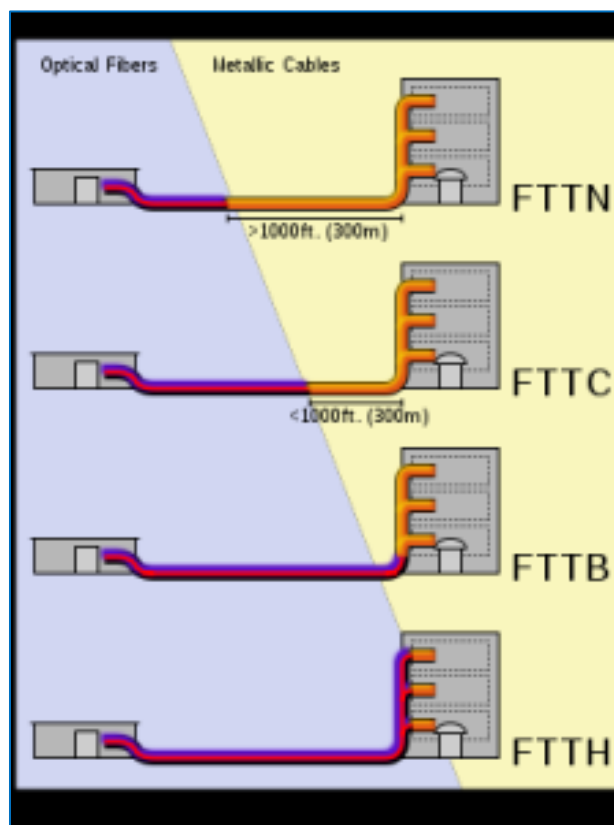 Optical Fibers Metallic Cables
FTTN
>1000ft. (300m)
FTTC
<1000ft. (300m)
FTTB
FTTH